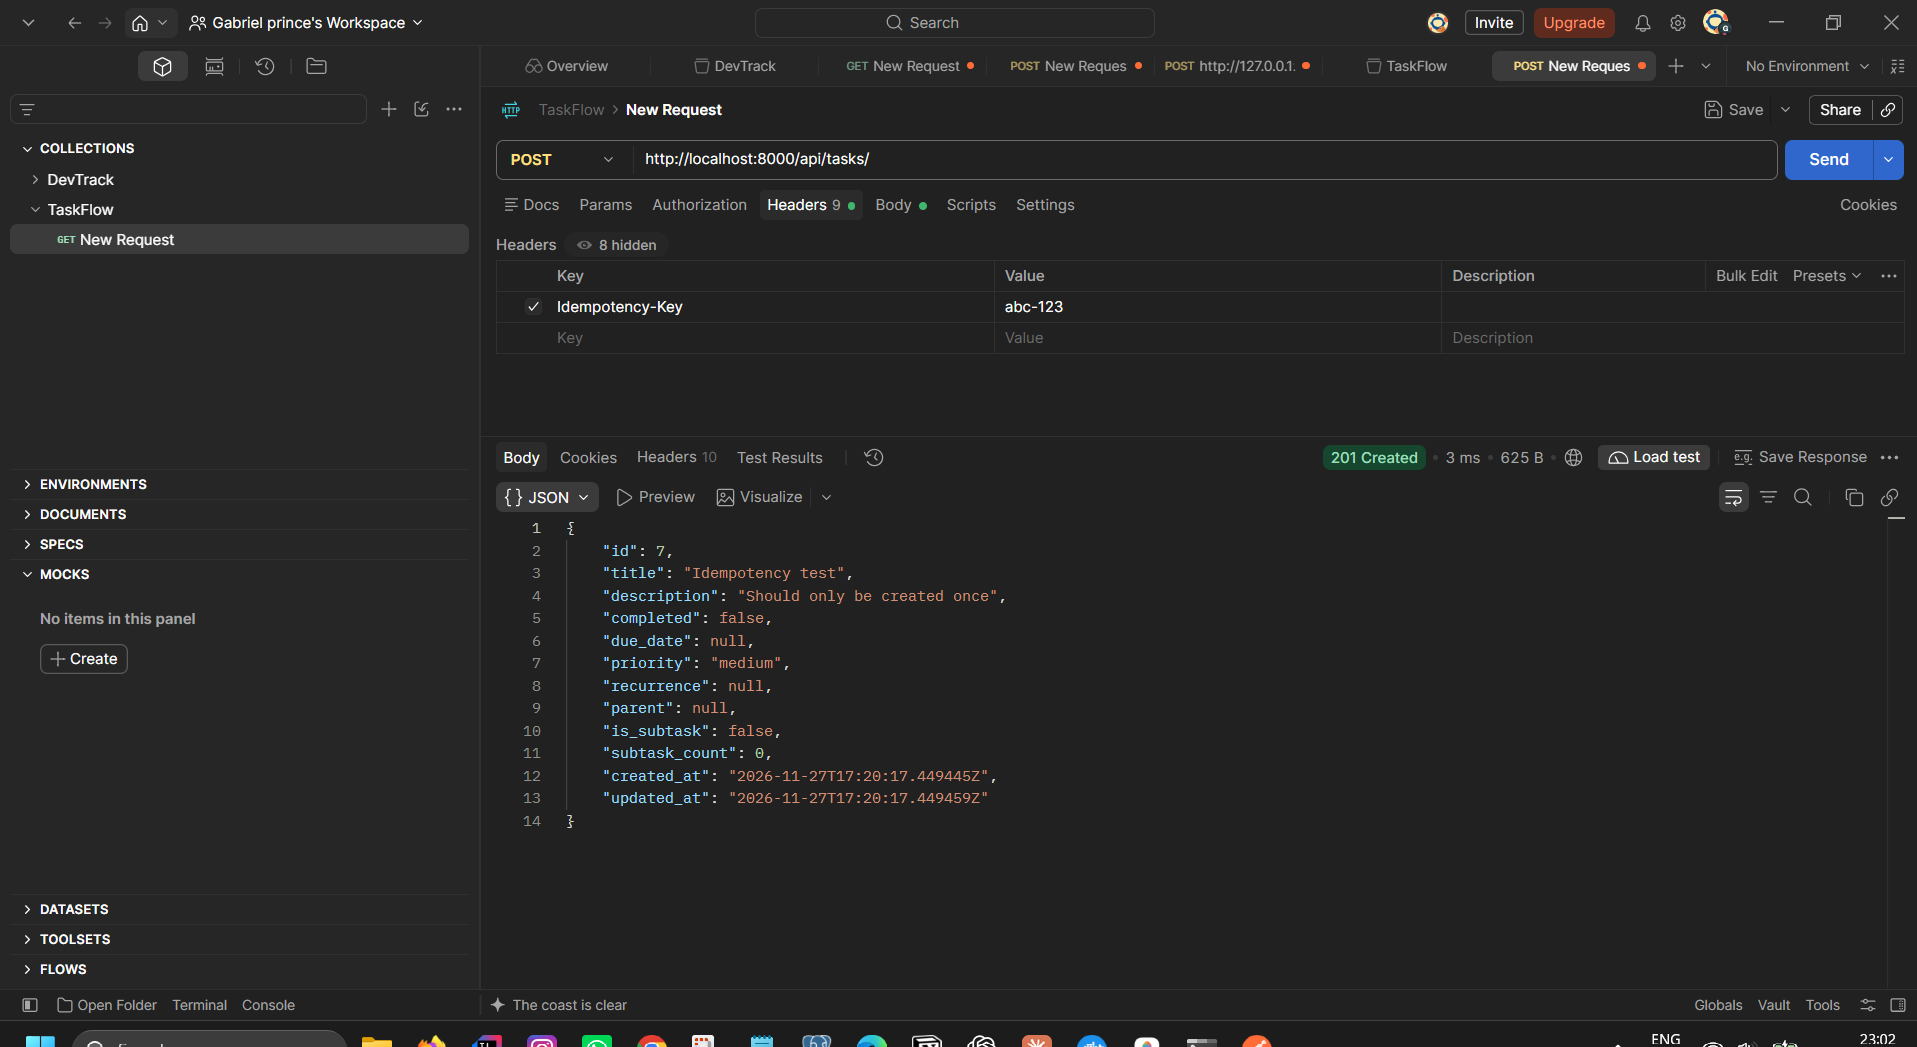 Gabriel prince's Workspace
Search
Invite
Upgrade
Overview
DevTrack
GET New Request
POST New Reques
POST http://127.0.0.1.
TaskFlow
POST New Reques
No Environment
TaskFlow > New Request
Save
Share
COLLECTIONS
DevTrack
TaskFlow
GET New Request
POST
http://localhost:8000/api/tasks/
Send
Docs
Params
Authorization
Headers 9
Body
Scripts
Settings
Cookies
Headers
8 hidden
Key
Value
Description
Bulk Edit
Presets
Idempotency-Key
abc-123
Key
Value
Description
Body
Cookies
Headers 10
Test Results
201 Created
3 ms
625 B
Load test
e.g. Save Response
{} JSON
Preview
Visualize
1 {
2 "id": 7,
3 "title": "Idempotency test",
4 "description": "Should only be created once",
5 "completed": false,
6 "due_date": null,
7 "priority": "medium",
8 "recurrence": null,
9 "parent": null,
10 "is_subtask": false,
11 "subtask_count": 0,
12 "created_at": "2026-11-27T17:20:17.449445Z",
13 "updated_at": "2026-11-27T17:20:17.449459Z"
14 }
ENVIRONMENTS
DOCUMENTS
SPECS
MOCKS
No items in this panel
Create
DATASETS
TOOLSETS
FLOWS
Open Folder
Terminal
Console
The coast is clear
Globals
Vault
Tools
ENG
23:02